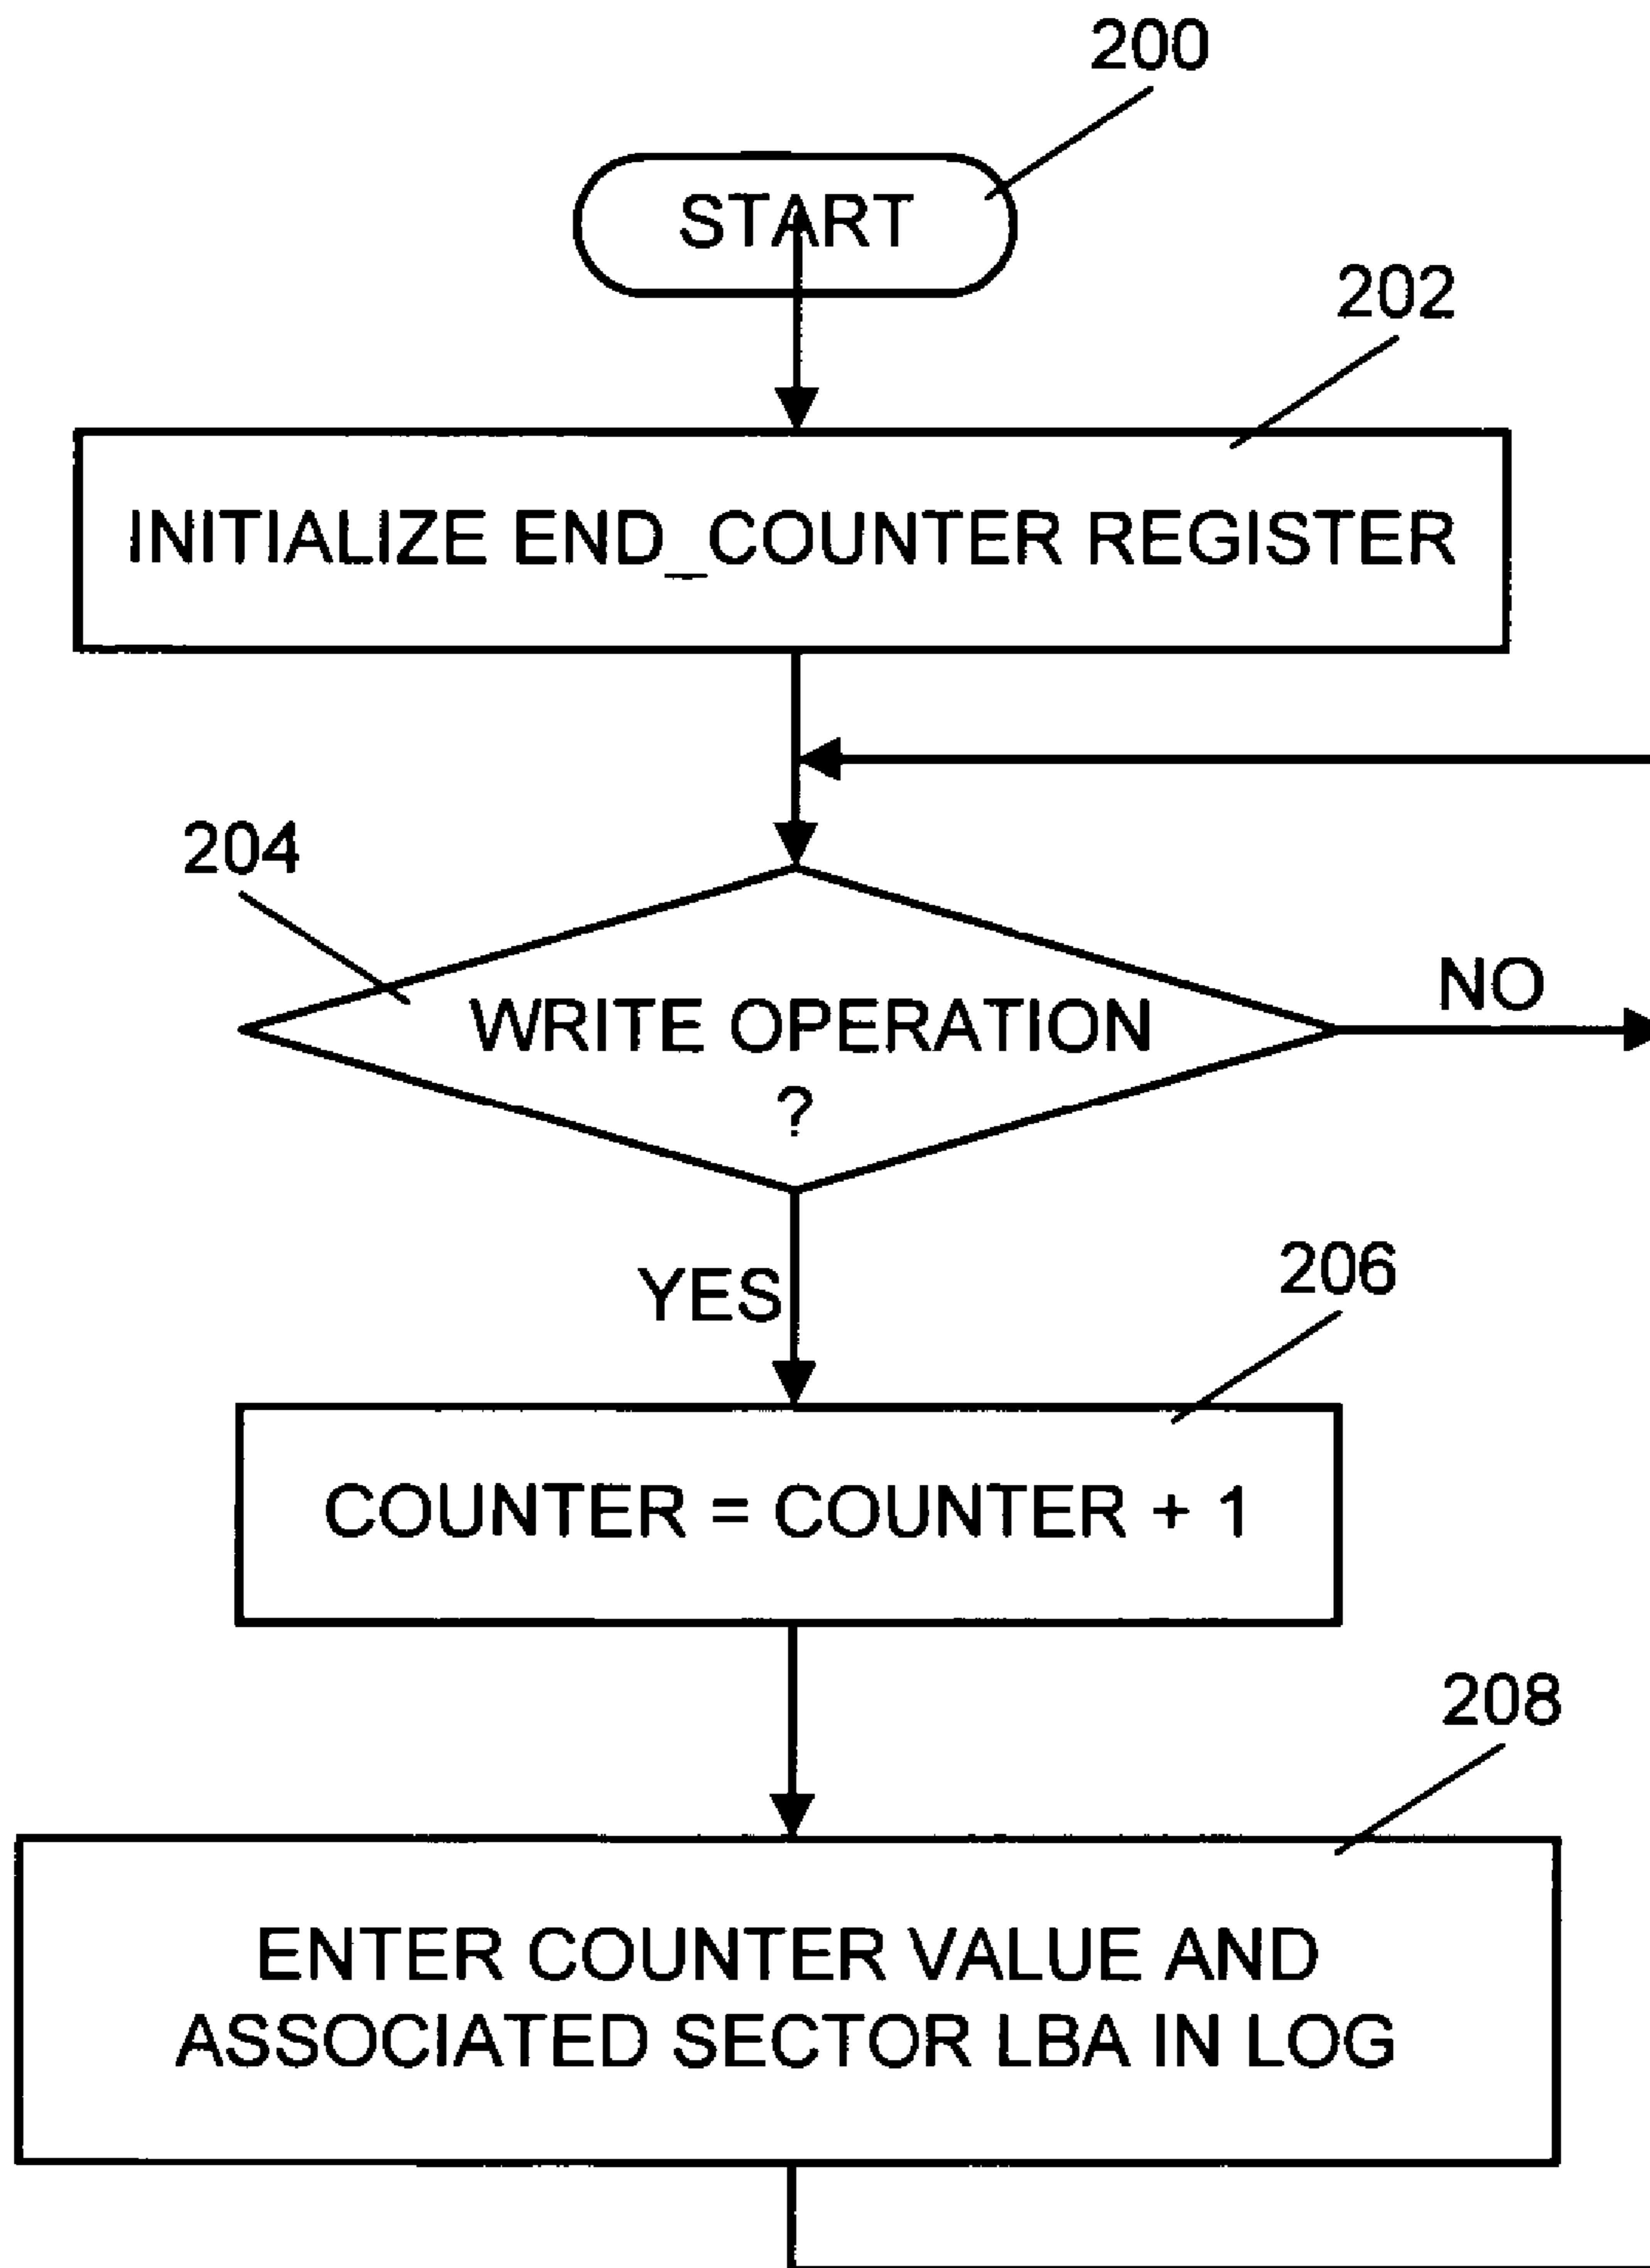 200
START
202
INITIALIZE END_COUNTER REGISTER
204
WRITE OPERATION
?
NO
YES
206
COUNTER = COUNTER + 1
208
ENTER COUNTER VALUE AND
ASSOCIATED SECTOR LBA IN LOG